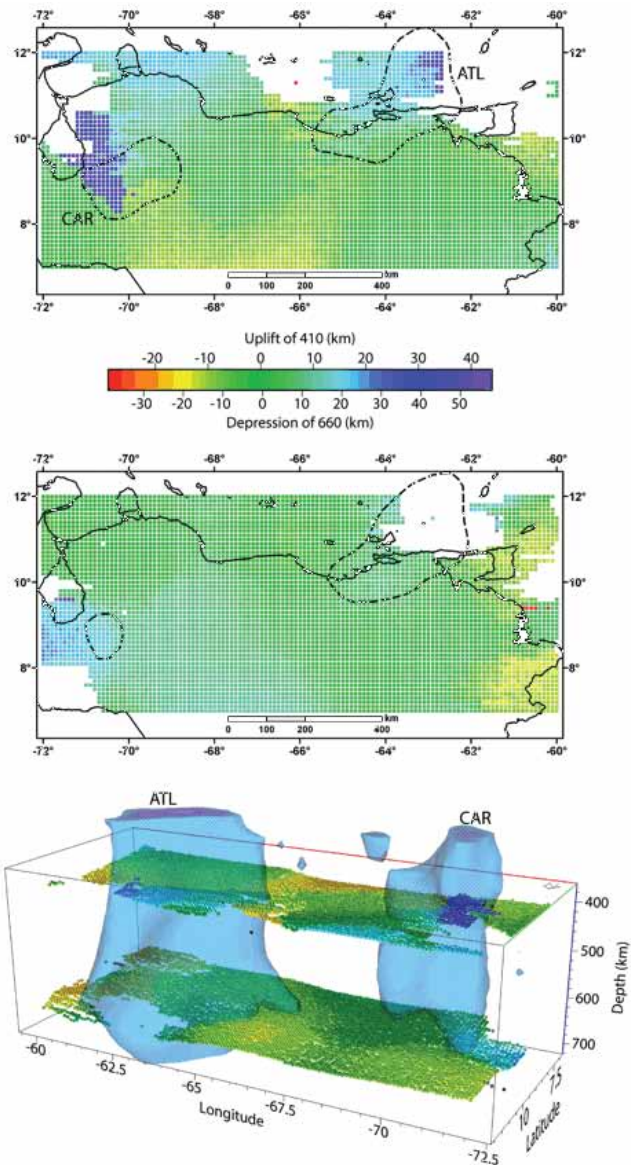 -72° -70° -68° -66° -64° -62° -60°
12° 12°
ATL
10° 10°
CAR
8° 8°
km
0 100 200 400
-72° -70° -68° -66° -64° -62° -60°
Uplift of 410 (km)
-20 -10 0 10 20 30 40
-30 -20 -10 0 10 20 30 40 50
Depression of 660 (km)
-72° -70° -68° -66° -64° -62° -60°
12° 12°
10° 10°
8° 8°
km
0 100 200 400
-72° -70° -68° -66° -64° -62° -60°
ATL CAR
400
500
600
700
Depth (km)
-60 -62.5 -65 -67.5 -70 -72.5
Longitude
10 7.5
Latitude